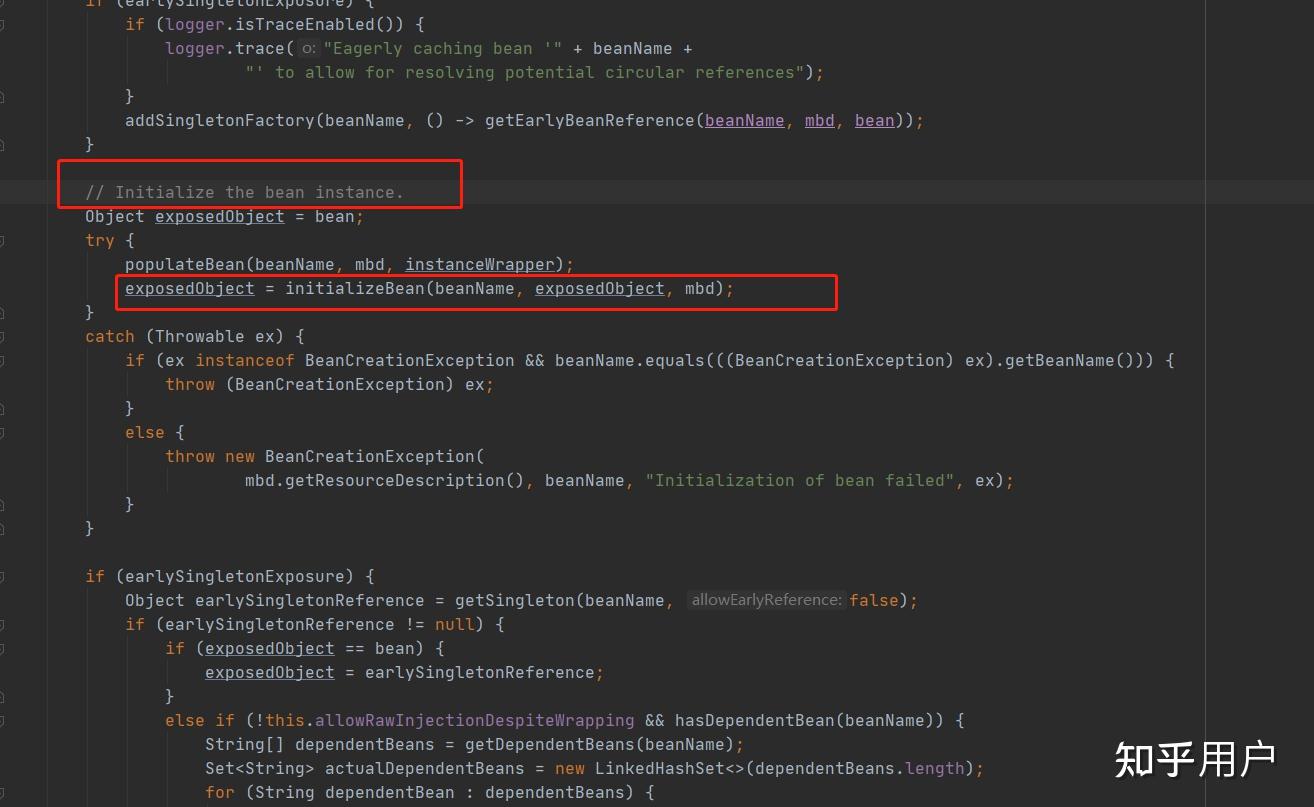 if (earlySingletonExposure) {
if (logger.isTraceEnabled()) {
logger.trace( o: "Eagerly caching bean '" + beanName +
"' to allow for resolving potential circular references");
}
addSingletonFactory(beanName, () -> getEarlyBeanReference(beanName, mbd, bean));
}
// Initialize the bean instance.
Object exposedObject = bean;
try {
populateBean(beanName, mbd, instanceWrapper);
exposedObject = initializeBean(beanName, exposedObject, mbd);
}
catch (Throwable ex) {
if (ex instanceof BeanCreationException && beanName.equals(((BeanCreationException) ex).getBeanName())) {
throw (BeanCreationException) ex;
}
else {
throw new BeanCreationException(
mbd.getResourceDescription(), beanName, "Initialization of bean failed", ex);
}
}
if (earlySingletonExposure) {
Object earlySingletonReference = getSingleton(beanName, allowEarlyReference: false);
if (earlySingletonReference != null) {
if (exposedObject == bean) {
exposedObject = earlySingletonReference;
}
else if (!this.allowRawInjectionDespiteWrapping && hasDependentBean(beanName)) {
String[] dependentBeans = getDependentBeans(beanName);
Set<String> actualDependentBeans = new LinkedHashSet<>(dependentBeans.length);
for (String dependentBean : dependentBeans) {
知乎用户